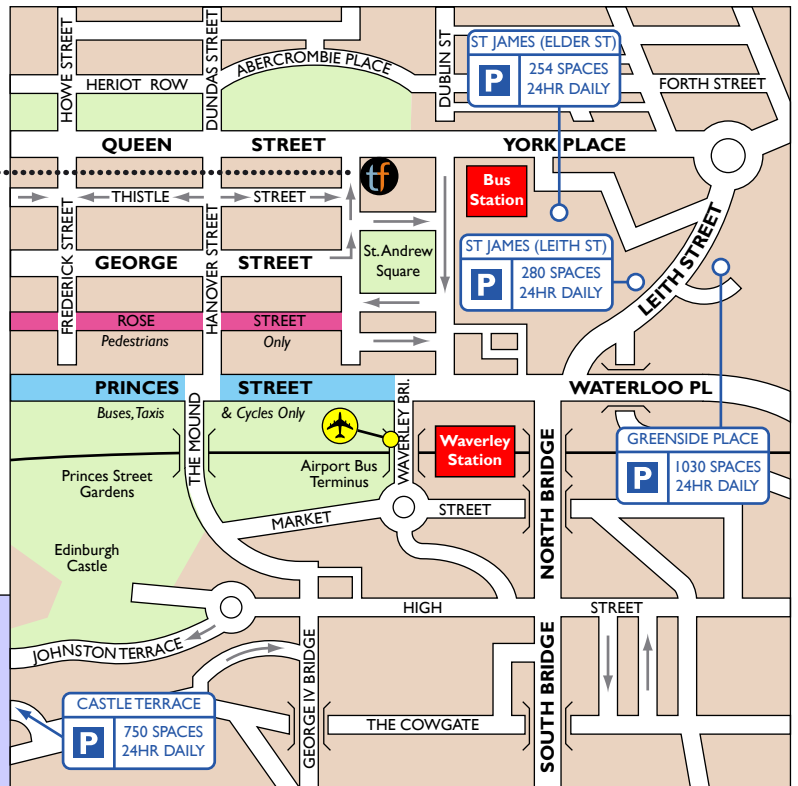 HOWE STREET
DUNDAS STREET
DUBLIN ST
ST JAMES (ELDER ST)
P
254 SPACES
24HR DAILY
ABERCROMBIE PLACE
HERIOT ROW
FORTH STREET
QUEEN STREET
YORK PLACE
tf
Bus
Station
THISTLE STREET
FREDERICK STREET
HANOVER STREET
St. Andrew
Square
ST JAMES (LEITH ST)
P
280 SPACES
24HR DAILY
LEITH STREET
GEORGE STREET
ROSE STREET
Pedestrians Only
PRINCES STREET
WATERLOO PL
Buses, Taxis & Cycles Only
THE MOUND
WAVERLEY BRI.
Waverley
Station
NORTH BRIDGE
GREENSIDE PLACE
P
1030 SPACES
24HR DAILY
Airport Bus
Terminus
Princes Street
Gardens
MARKET STREET
Edinburgh
Castle
HIGH STREET
JOHNSTON TERRACE
GEORGE IV BRIDGE
SOUTH BRIDGE
CASTLE TERRACE
P
750 SPACES
24HR DAILY
THE COWGATE